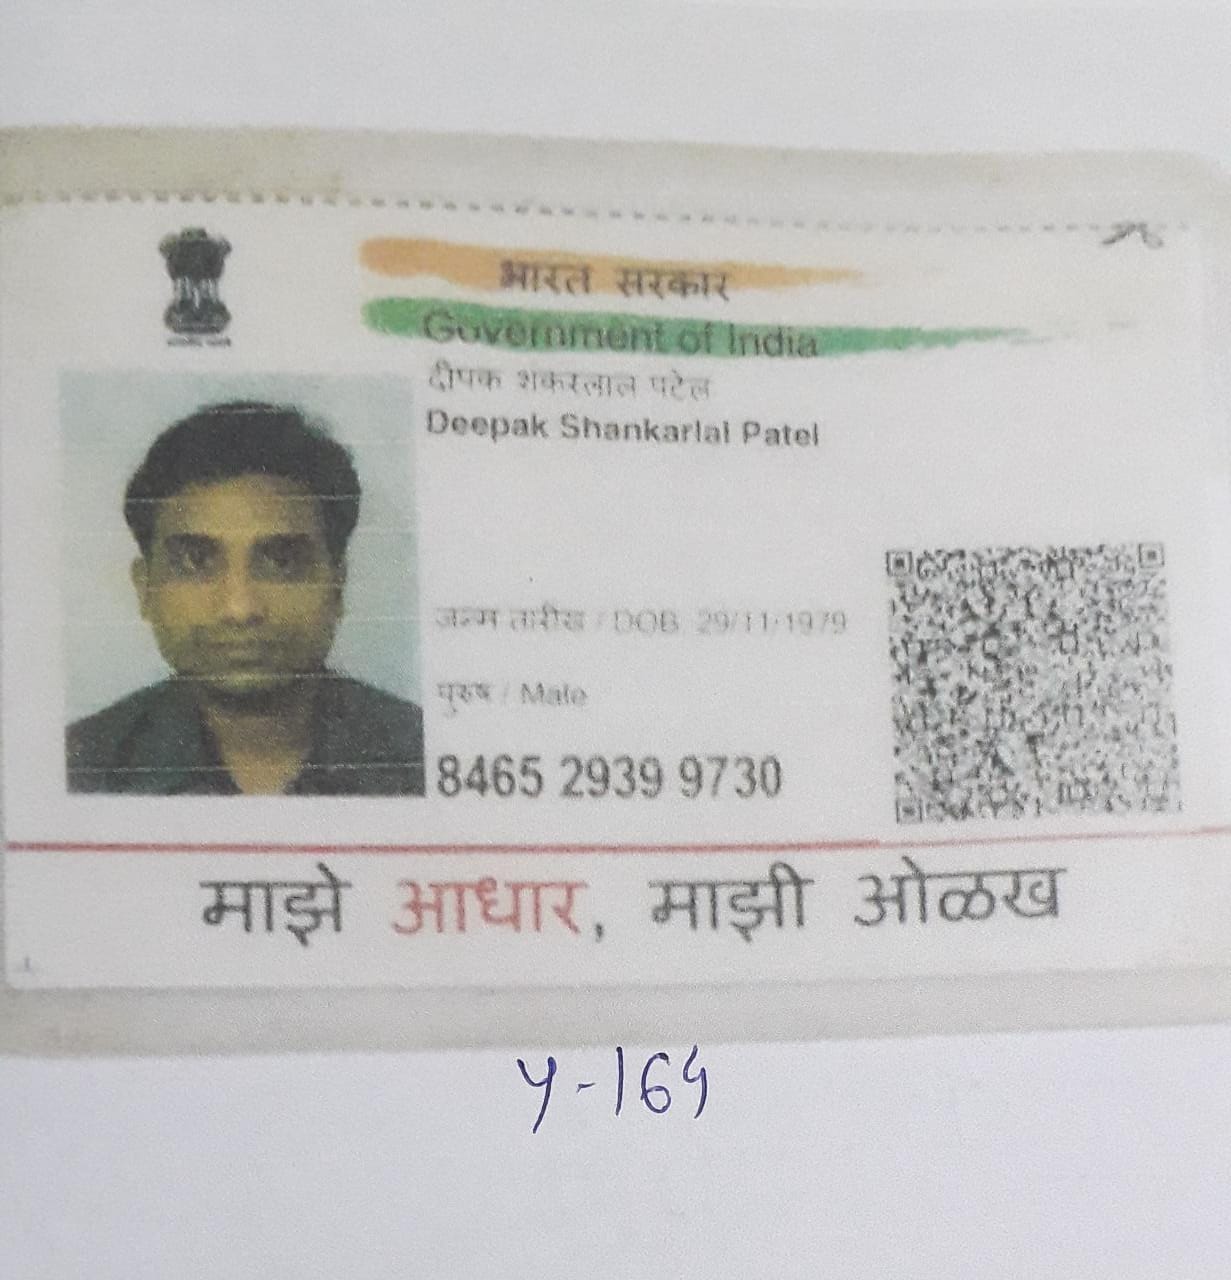 भारत सरकार
Government of India
दीपक शंकरलाल पटेल
Deepak Shankarlal Patel
जन्म तारीख / DOB: 29/11/1979
पुरुष / Male
8465 2939 9730
माझे आधार, माझी ओळख